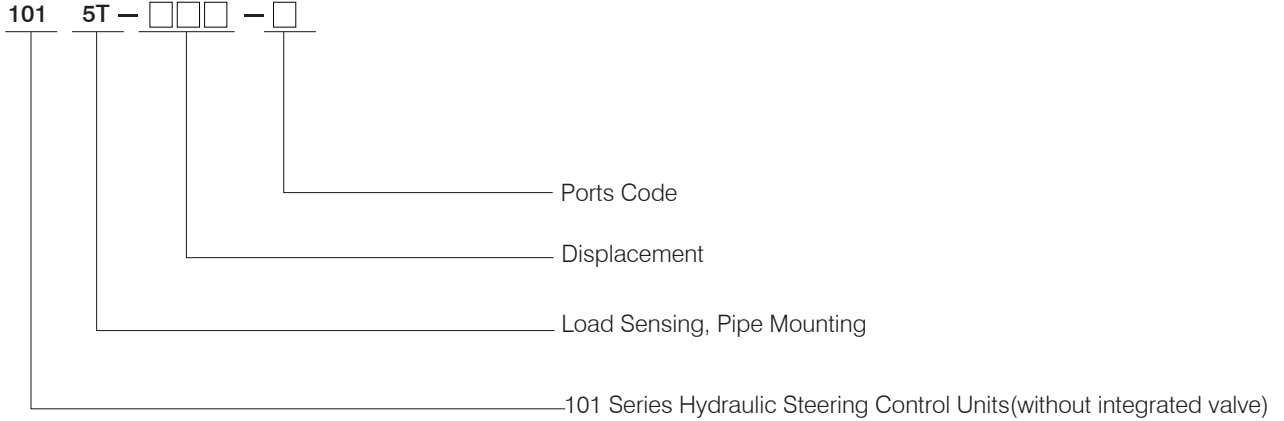 101 5T — □□□ — □
Ports Code
Displacement
Load Sensing, Pipe Mounting
101 Series Hydraulic Steering Control Units(without integrated valve)